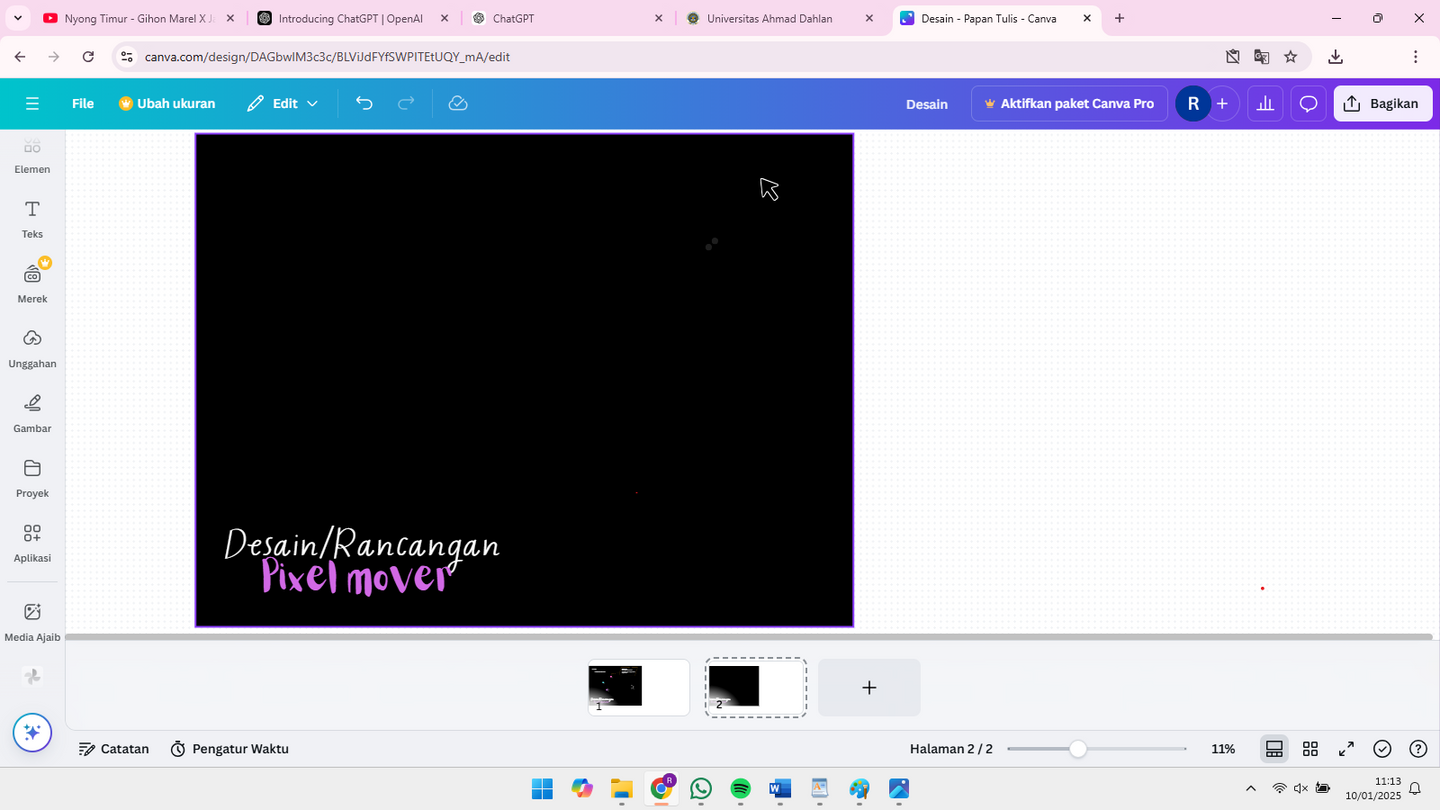 Nyong Timur - Gihon Marel X J
Introducing ChatGPT | OpenAI
ChatGPT
Universitas Ahmad Dahlan
Desain - Papan Tulis - Canva
canva.com/design/DAGbwIM3c3c/BLViJdFYfSWPITEtUQY_mA/edit
File
Ubah ukuran
Edit
Desain
Aktifkan paket Canva Pro
R
Bagikan
Elemen
Teks
Merek
Unggahan
Gambar
Proyek
Aplikasi
Media Ajaib
Desain/Rancangan
Pixel mover
1
2
Catatan
Pengatur Waktu
Halaman 2 / 2
11%
R
11:13
10/01/2025